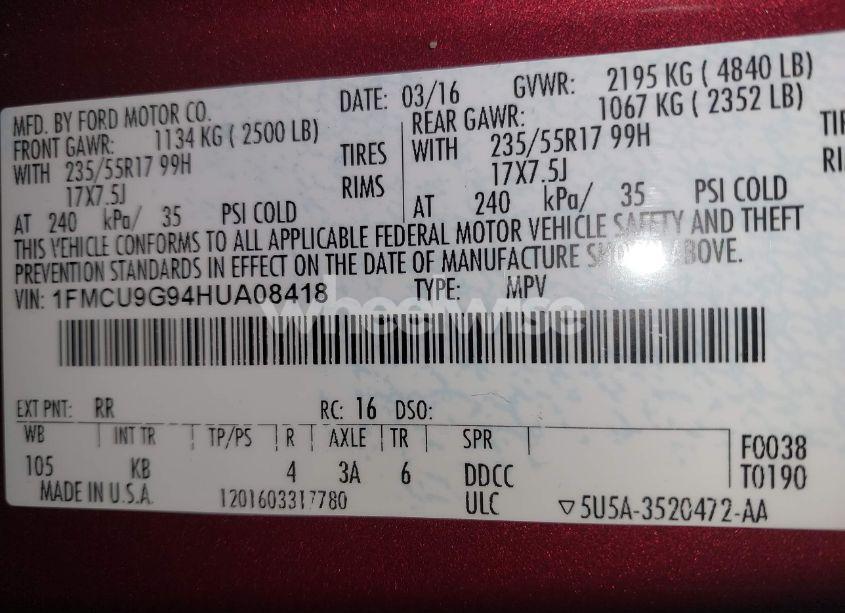 MFD. BY FORD MOTOR CO. DATE: 03/16 GVWR: 2195 KG ( 4840 LB)
FRONT GAWR: 1134 KG ( 2500 LB) REAR GAWR: 1067 KG ( 2352 LB)
WITH 235/55R17 99H TIRES WITH 235/55R17 99H TIR
17X7.5J RIMS 17X7.5J RI
AT 240 kPa/ 35 PSI COLD AT 240 kPa/ 35 PSI COLD
THIS VEHICLE CONFORMS TO ALL APPLICABLE FEDERAL MOTOR VEHICLE SAFETY AND THEFT
PREVENTION STANDARDS IN EFFECT ON THE DATE OF MANUFACTURE SHOWN ABOVE.
VIN: 1FMCU9G94HUA08418 TYPE: MPV
wheelwise
EXT PNT: RR RC: 16 DSO:
WB INT TR TP/PS R AXLE TR SPR F0038
105 KB 4 3A 6 DDCC T0190
MADE IN U.S.A. 1201603317780 ULC ▽5U5A-3520472-AA